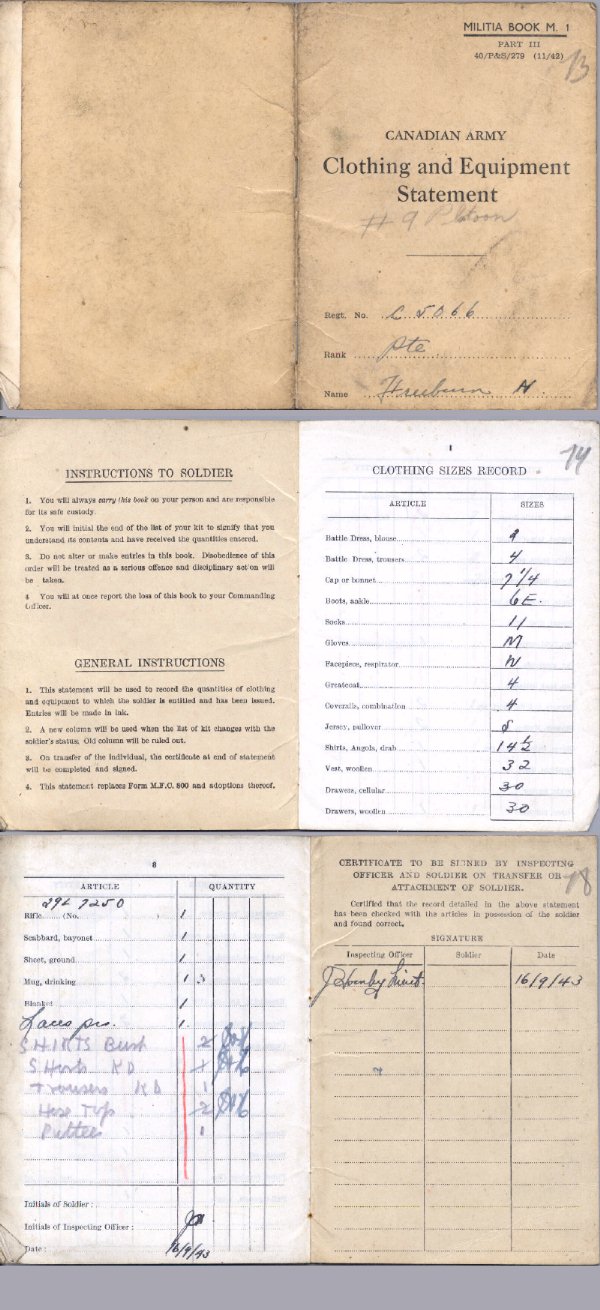 MILITIA BOOK M. 1
PART III
40/P&S/279 (11/42)
13
CANADIAN ARMY
Clothing and Equipment
Statement
# 9 Platoon
Regt. No. C 5066
Rank Pte
Name H
INSTRUCTIONS TO SOLDIER
1. You will always carry this book on your person and are responsible
for its safe custody.
2. You will initial the end of the list of your kit to signify that you
understand its contents and have received the quantities entered.
3. Do not alter or make entries in this book. Disobedience of this
order will be treated as a serious offence and disciplinary action will
be taken.
4 You will at once report the loss of this book to your Commanding
Officer.
GENERAL INSTRUCTIONS
1. This statement will be used to record the quantities of clothing
and equipment to which the soldier is entitled and has been issued.
Entries will be made in ink.
2. A new column will be used when the list of kit changes with the
soldier's status; Old column will be ruled out.
3. On transfer of the individual, the certificate at end of statement
will be completed and signed.
4. This statement replaces Form M.F.C. 800 and adoptions thereof.
1
14
CLOTHING SIZES RECORD
ARTICLE SIZES
Battle Dress, blouse
Battle Dress, trousers 4
Cap or bonnet 7 1/4
Boots, ankle 6 E.
Socks 11
Gloves M
Facepiece, respirator N
Greatcoat 4
Coveralls, combination 4
Jersey, pullover
Shirts, Angola, drab 14 1/2
Vest, woollen 32
Drawers, cellular 30
Drawers, woollen 30
8
ARTICLE QUANTITY
29L 7250
Rifle (No. ) 1
Scabbard, bayonet 1
Sheet, ground 1
Mug, drinking 1
Blanket 1
Laces prs. 1
SHIRTS Bush 2
Shorts KD
Trousers KD 1
Hose Top 2
Puttees 1
Initials of Soldier :
Initials of Inspecting Officer :
Date : 16/9/43
18
CERTIFICATE TO BE SIGNED BY INSPECTING
OFFICER AND SOLDIER ON TRANSFER OR
ATTACHMENT OF SOLDIER.
Certified that the record detailed in the above statement
has been checked with the articles in possession of the soldier
and found correct.
SIGNATURE
Inspecting Officer Soldier Date
Lieut. 16/9/43